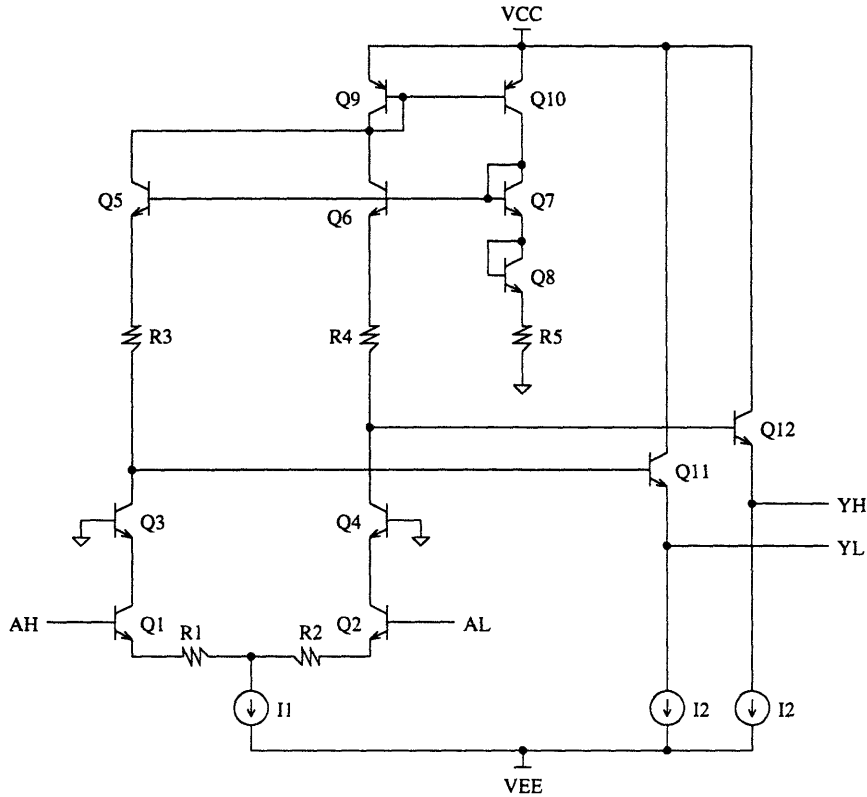 VCC
Q9 Q10
Q5 Q6 Q7
Q8
R3 R4 R5
Q12
Q11
Q3 Q4 YH
YL
AH Q1 R1 R2 Q2 AL
I1 I2 I2
VEE